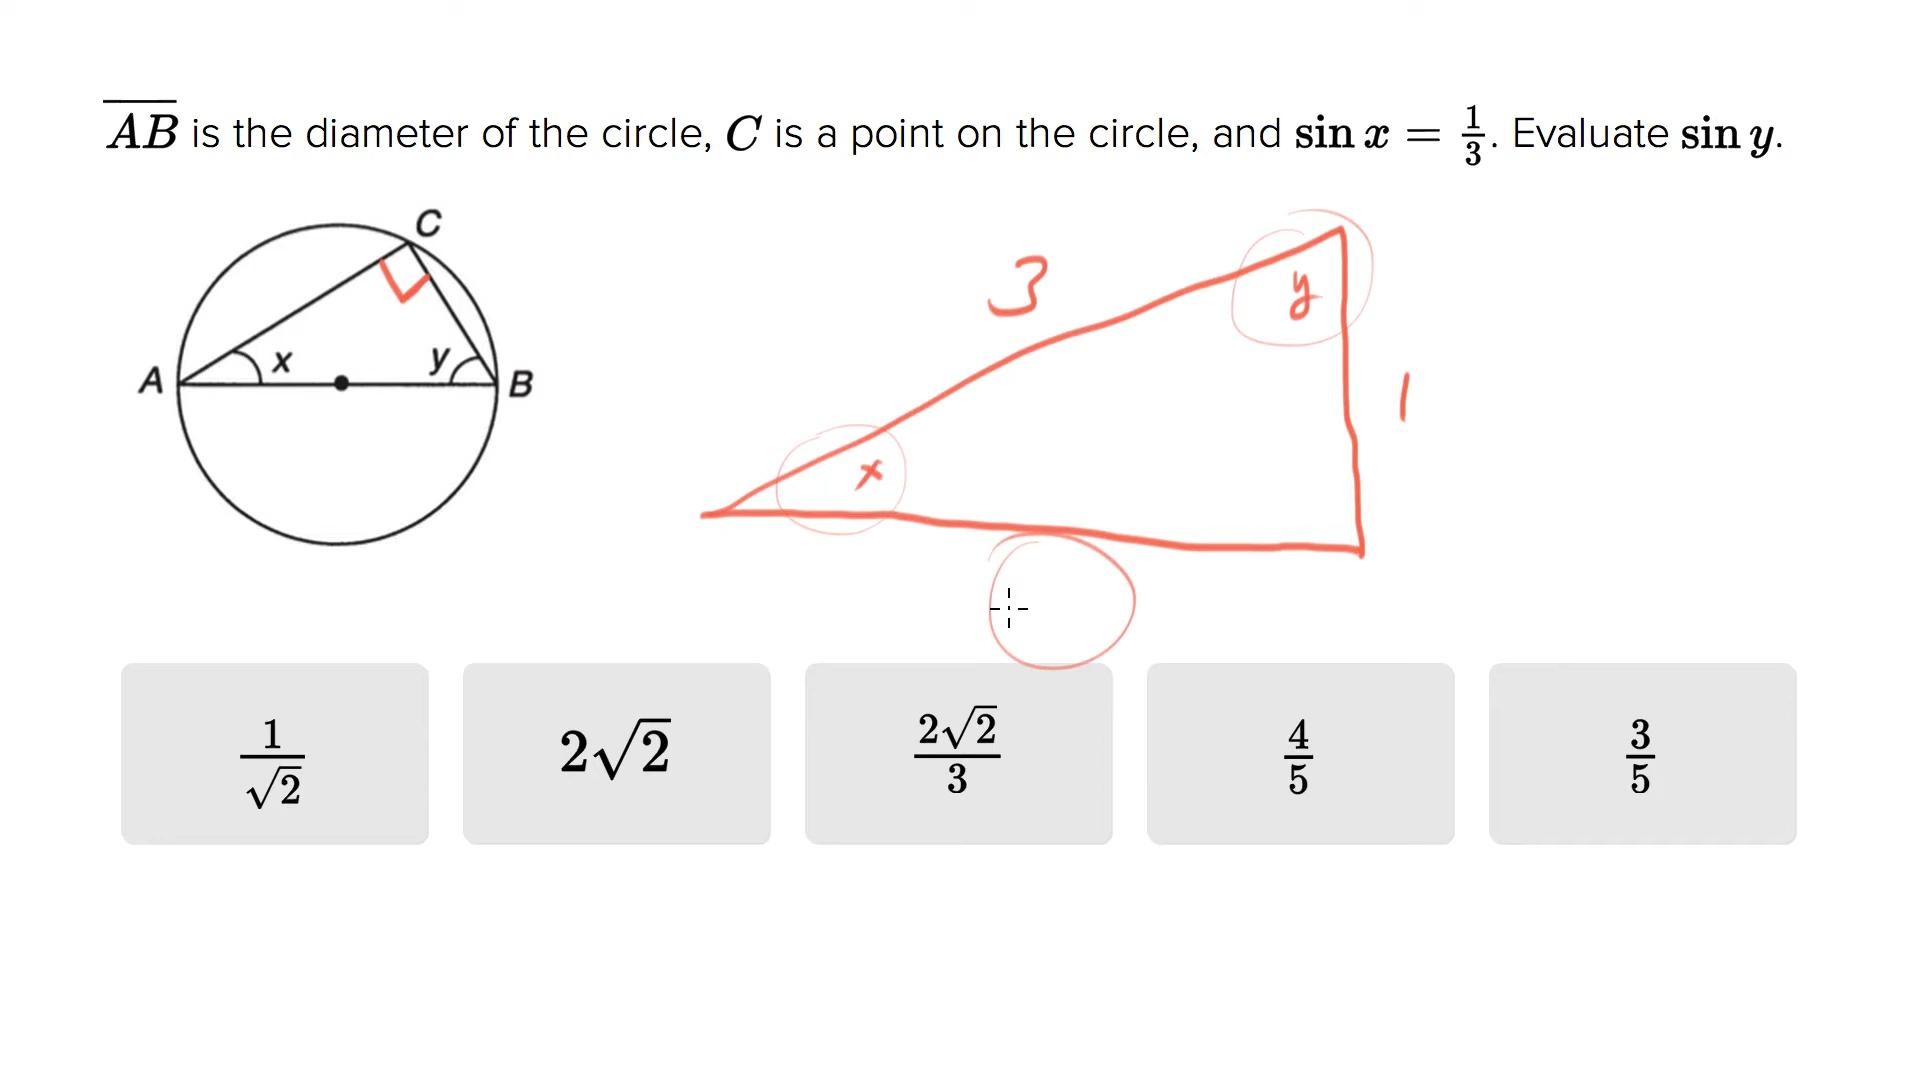 A͞B͞ is the diameter of the circle, C is a point on the circle, and sin x = 1/3. Evaluate sin y.
C
A
x
y
B
3
y
1
x
1/√2
2√2
2√2/3
4/5
3/5